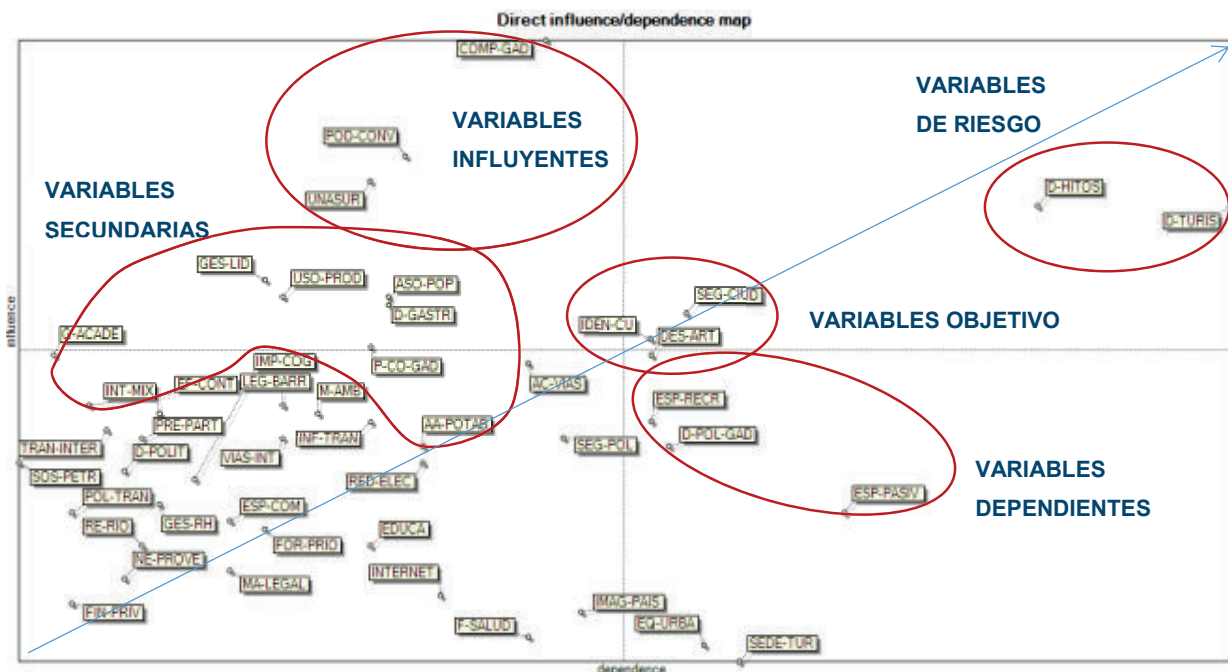 Direct influence/dependence map
COMP-GAD
VARIABLES
DE RIESGO
VARIABLES
INFLUYENTES
POD-CONV
UNASUR
D-HITOS
D-TURIS
VARIABLES
SECUNDARIAS
GES-LID
USO-PROD
ASO-POP
D-GASTR
SEG-CIUD
IDEN-CU
DES-ART
VARIABLES OBJETIVO
influence
G-ACADE
P-CO-GAD
IMP-COG
EF-CONT
LEG-BARR
INT-MIX
M-AMB
AC-VIAS
ESP-RECR
PRE-PART
INF-TRAN
AA-POTAB
D-POL-GAD
TRAN-INTER
D-POLIT
VIAS-INT
SEG-POL
SOS-PETR
RED-ELEC
VARIABLES
DEPENDIENTES
ESP-PASIV
POL-TRAN
GES-RH
ESP-COM
RE-RIO
FOR-PRIO
EDUCA
NE-PROVE
MA-LEGAL
INTERNET
FIN-PRIV
F-SALUD
IMAG-PAIS
EQ-URBA
SEDE-TUR
dependence